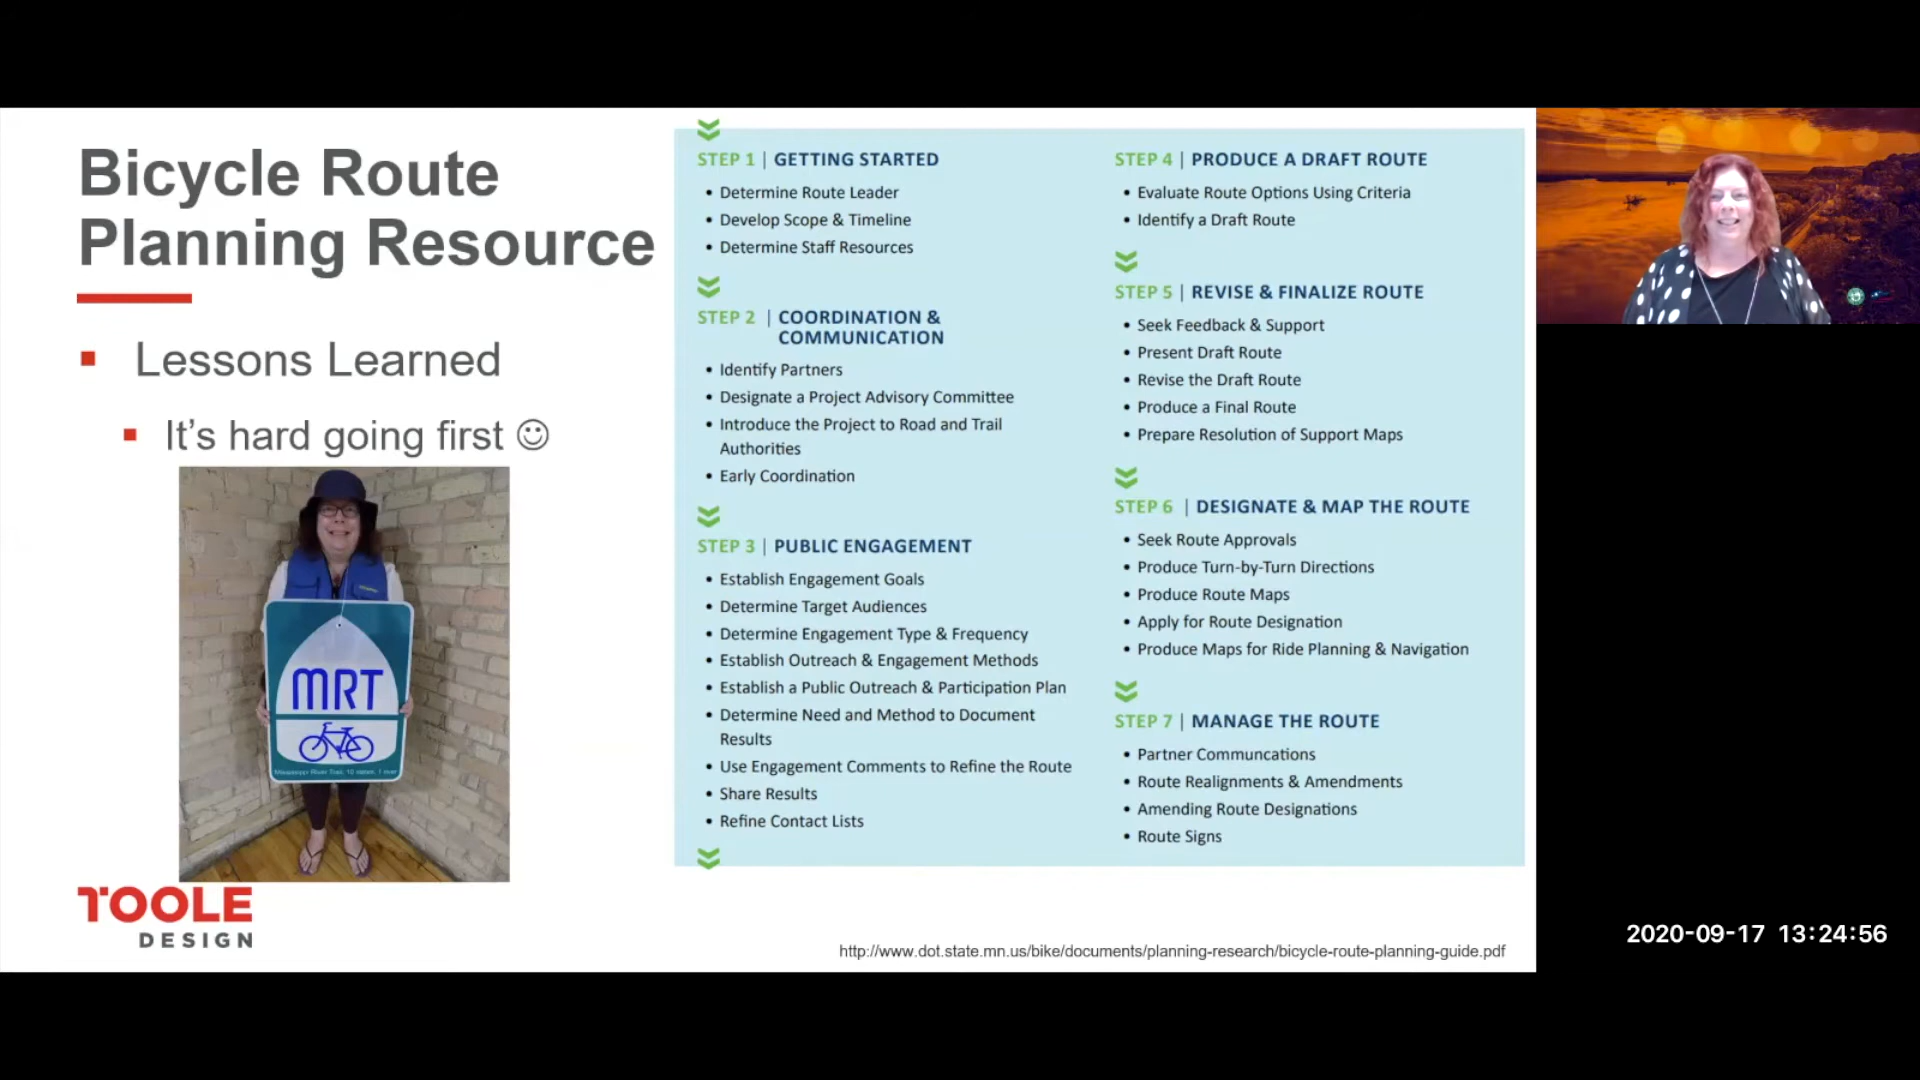 Bicycle Route
Planning Resource
▪ Lessons Learned
▪ It's hard going first ☺
MRT
Mississippi River Trail, 10 states, 1 river
TOOLE
DESIGN
STEP 1 | GETTING STARTED
• Determine Route Leader
• Develop Scope & Timeline
• Determine Staff Resources
STEP 2 | COORDINATION &
COMMUNICATION
• Identify Partners
• Designate a Project Advisory Committee
• Introduce the Project to Road and Trail
Authorities
• Early Coordination
STEP 3 | PUBLIC ENGAGEMENT
• Establish Engagement Goals
• Determine Target Audiences
• Determine Engagement Type & Frequency
• Establish Outreach & Engagement Methods
• Establish a Public Outreach & Participation Plan
• Determine Need and Method to Document
Results
• Use Engagement Comments to Refine the Route
• Share Results
• Refine Contact Lists
STEP 4 | PRODUCE A DRAFT ROUTE
• Evaluate Route Options Using Criteria
• Identify a Draft Route
STEP 5 | REVISE & FINALIZE ROUTE
• Seek Feedback & Support
• Present Draft Route
• Revise the Draft Route
• Produce a Final Route
• Prepare Resolution of Support Maps
STEP 6 | DESIGNATE & MAP THE ROUTE
• Seek Route Approvals
• Produce Turn-by-Turn Directions
• Produce Route Maps
• Apply for Route Designation
• Produce Maps for Ride Planning & Navigation
STEP 7 | MANAGE THE ROUTE
• Partner Communcations
• Route Realignments & Amendments
• Amending Route Designations
• Route Signs
http://www.dot.state.mn.us/bike/documents/planning-research/bicycle-route-planning-guide.pdf
2020-09-17 13:24:56